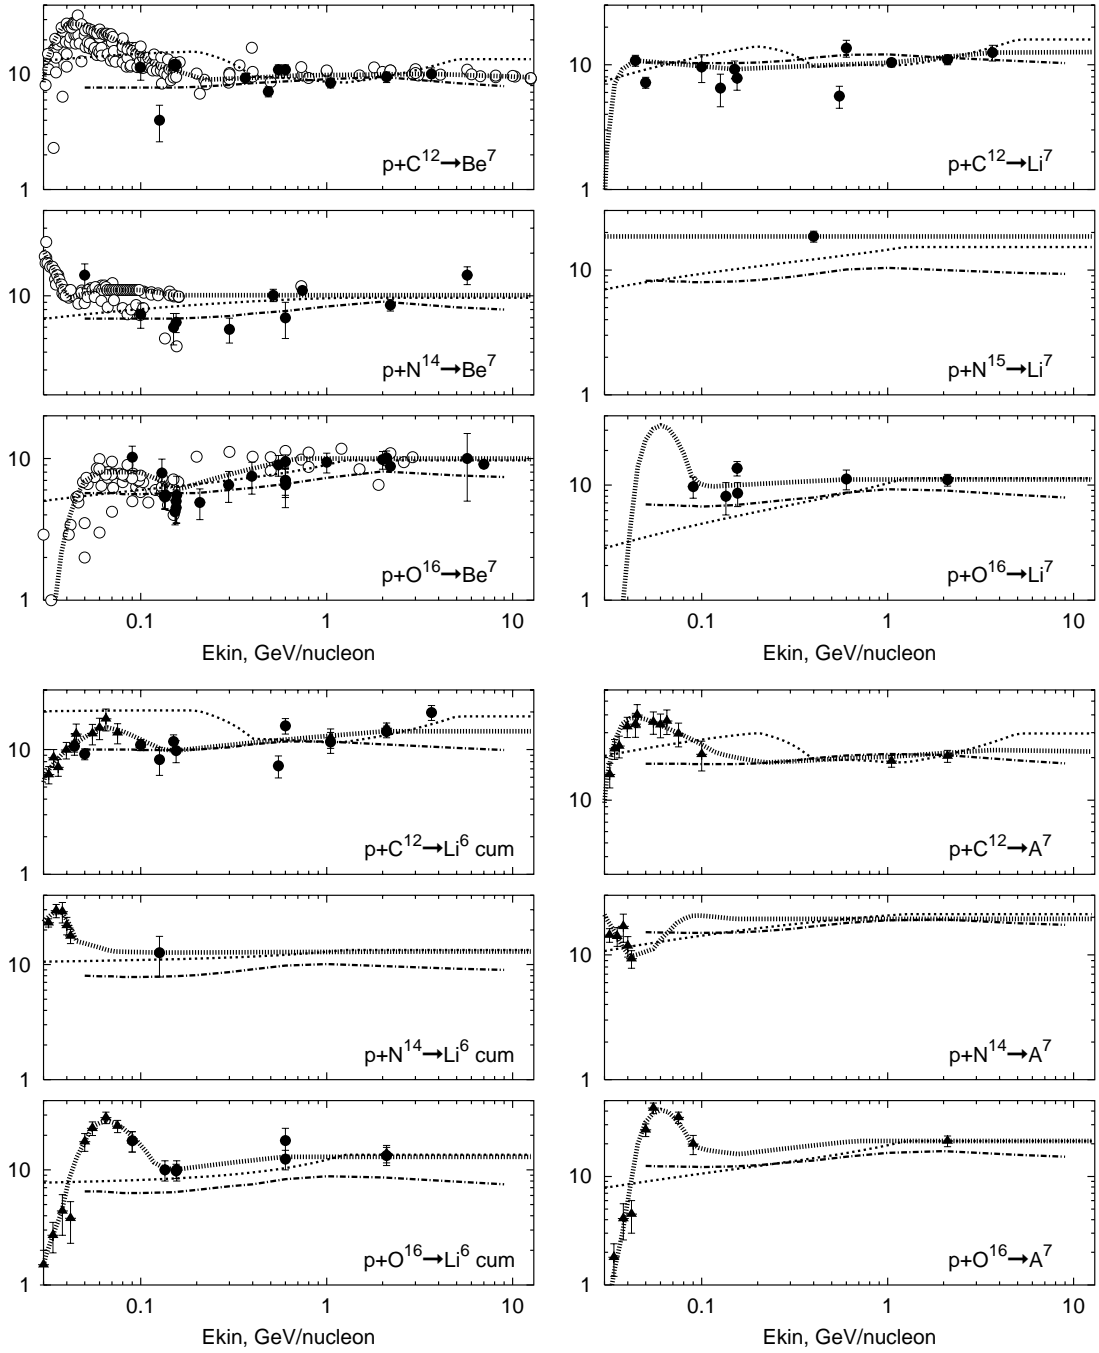 10
1
p+C¹²→Be⁷
10
1
p+C¹²→Li⁷
10
p+N¹⁴→Be⁷
10
1
p+N¹⁵→Li⁷
10
1
p+O¹⁶→Be⁷
0.1 1 10
Ekin, GeV/nucleon
10
1
p+O¹⁶→Li⁷
0.1 1 10
Ekin, GeV/nucleon
10
1
p+C¹²→Li⁶ cum
10
p+C¹²→A⁷
10
1
p+N¹⁴→Li⁶ cum
10
1
p+N¹⁴→A⁷
10
1
p+O¹⁶→Li⁶ cum
0.1 1 10
Ekin, GeV/nucleon
10
1
p+O¹⁶→A⁷
0.1 1 10
Ekin, GeV/nucleon